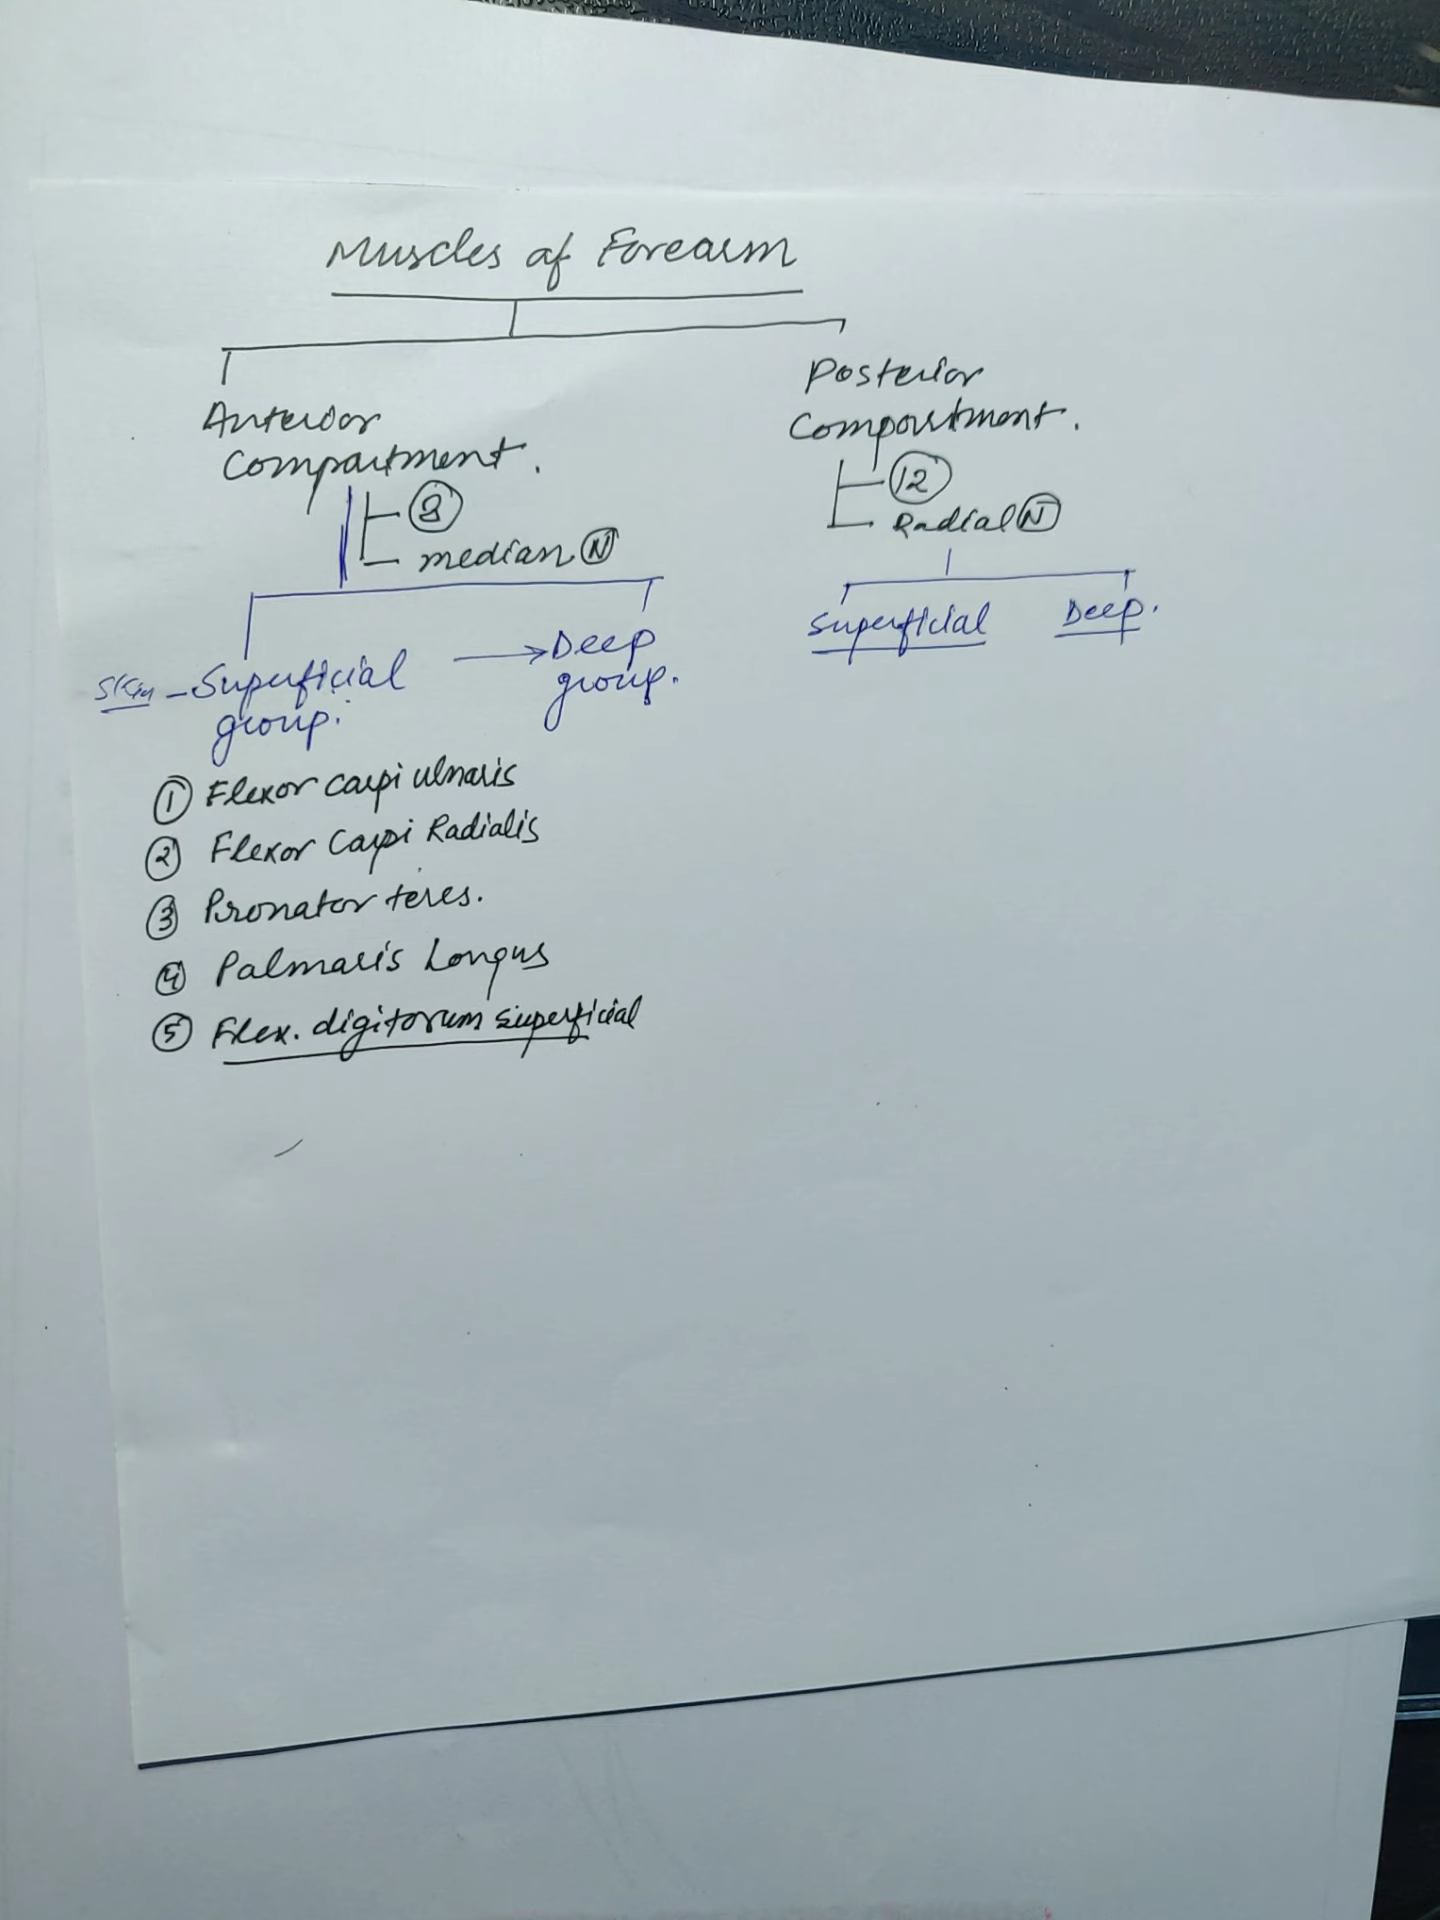 Muscles of Forearm
Anterior
Compartment.
8
median N
Superficial
group.
Deep
group.
Skin
1 Flexor carpi ulnaris
2 Flexor Carpi Radialis
3 Pronator teres.
4 Palmaris Longus
5 Flex. digitorum superficial
Posterior
Compartment.
12
Radial N
Superficial
Deep.